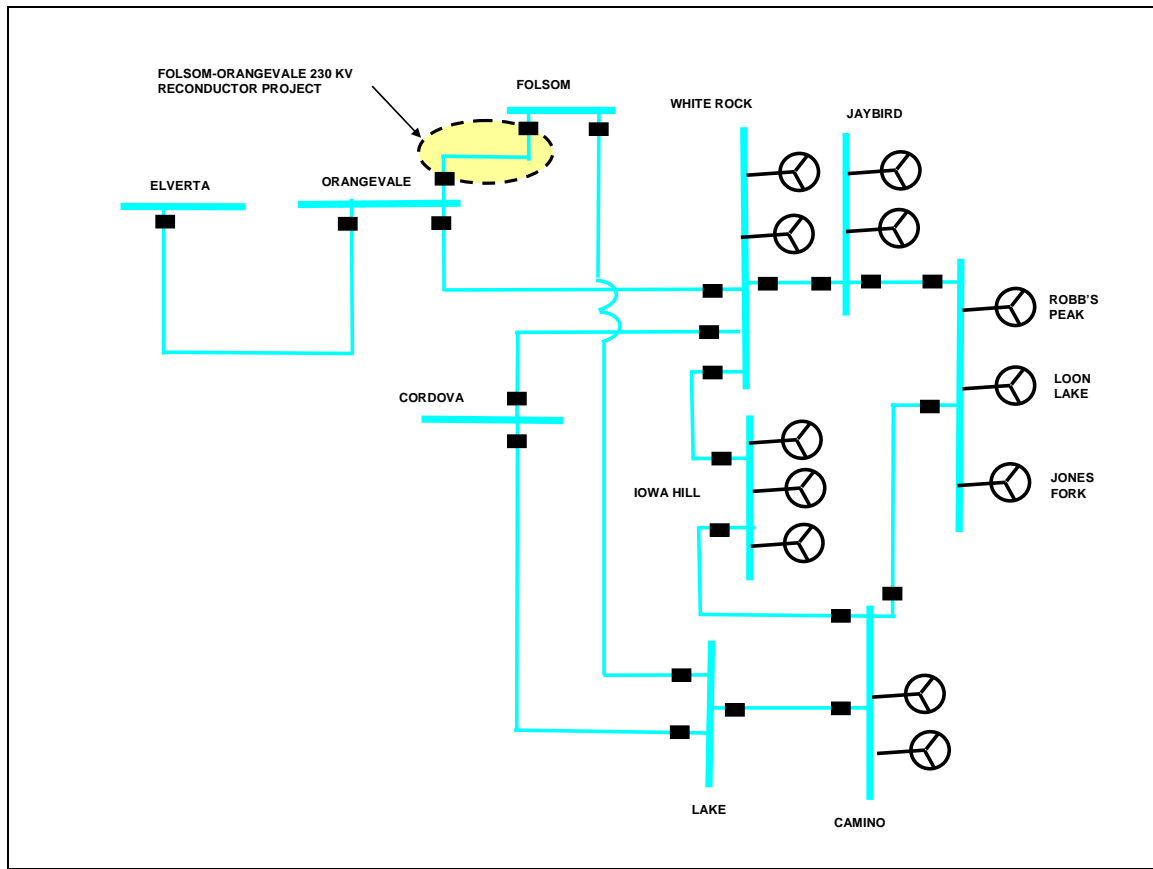 FOLSOM-ORANGEVALE 230 KV
RECONDUCTOR PROJECT
FOLSOM
WHITE ROCK
JAYBIRD
ELVERTA
ORANGEVALE
ROBB'S
PEAK
LOON
LAKE
CORDOVA
JONES
FORK
IOWA HILL
LAKE
CAMINO